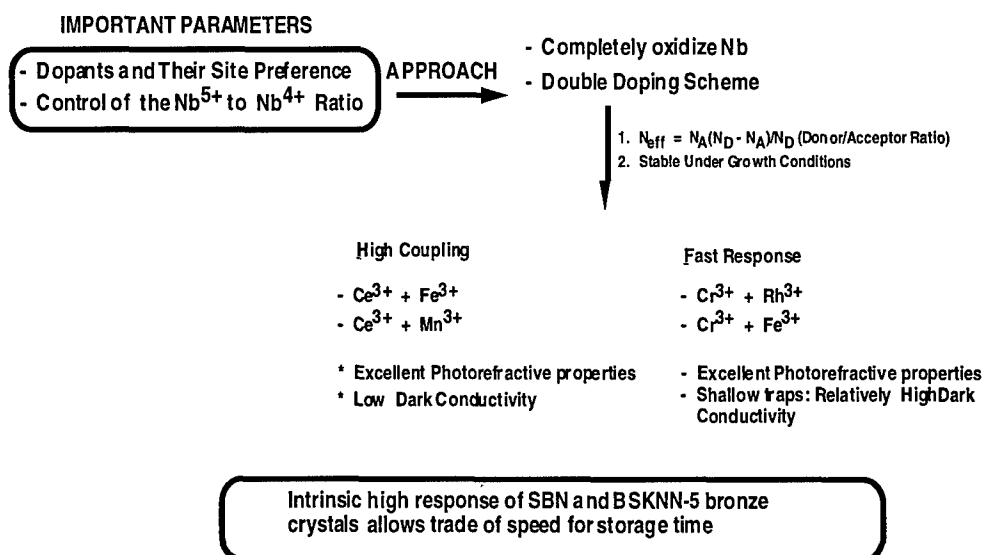 IMPORTANT PARAMETERS
- Dopants and Their Site Preference
- Control of the Nb5+ to Nb4+ Ratio
APPROACH
- Completely oxidize Nb
- Double Doping Scheme
1. Neff = NA(ND - NA)/ND (Donor/Acceptor Ratio)
2. Stable Under Growth Conditions
High Coupling
- Ce3+ + Fe3+
- Ce3+ + Mn3+
* Excellent Photorefractive properties
* Low Dark Conductivity
Fast Response
- Cr3+ + Rh3+
- Cr3+ + Fe3+
- Excellent Photorefractive properties
- Shallow traps: Relatively High Dark
Conductivity
Intrinsic high response of SBN and BSKNN-5 bronze
crystals allows trade of speed for storage time